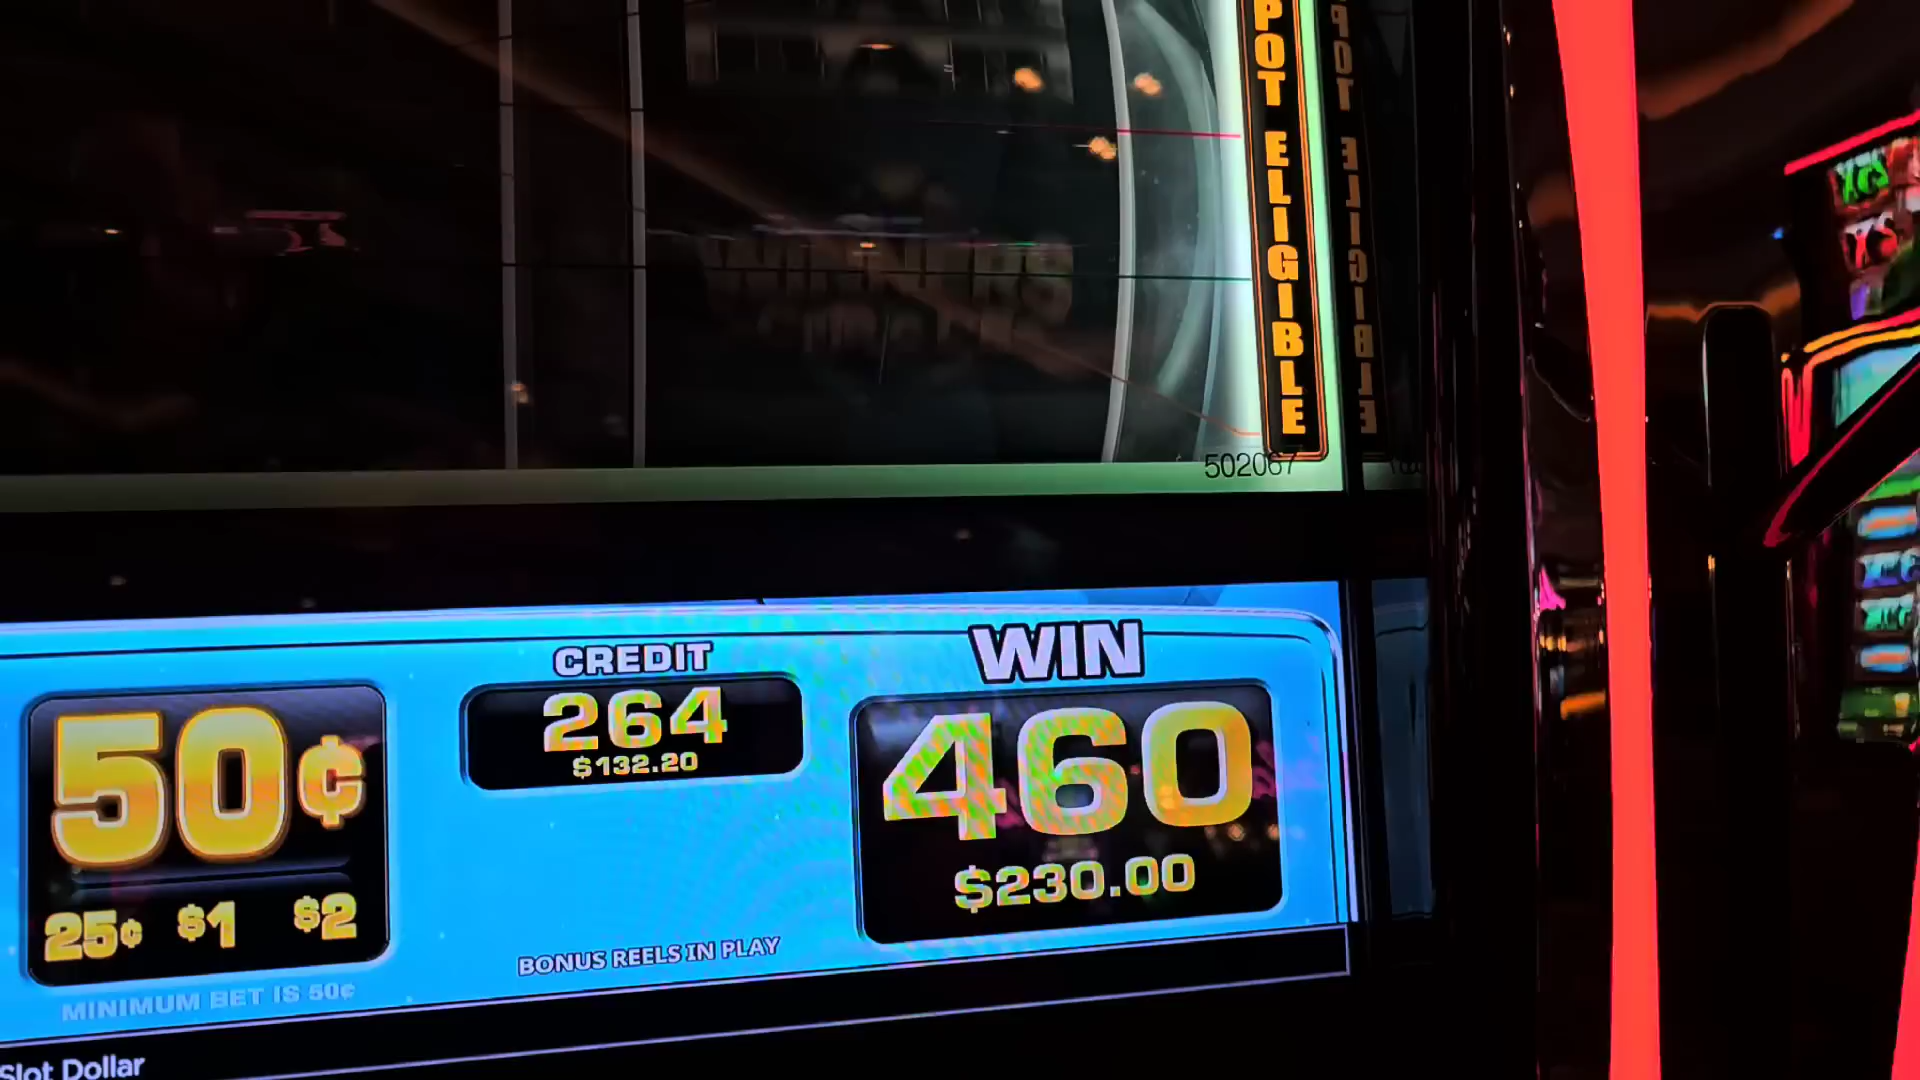 POT ELIGIBLE
WINNERS
502067
CREDIT
WIN
50¢
264
$132.20
460
$230.00
25¢ $1 $2
BONUS REELS IN PLAY
MINIMUM BET IS 50¢
Slot Dollar